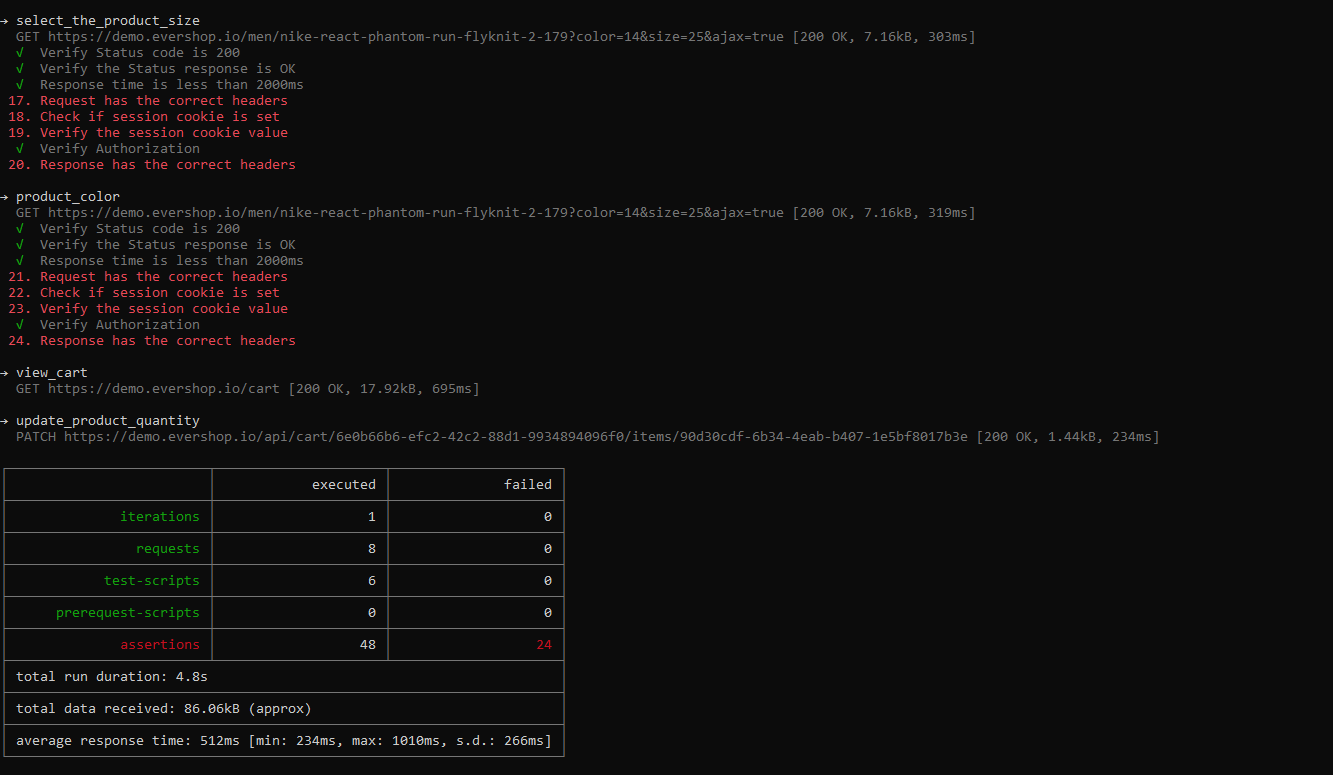 → select_the_product_size
GET https://demo.evershop.io/men/nike-react-phantom-run-flyknit-2-179?color=14&size=25&ajax=true [200 OK, 7.16kB, 303ms]
√ Verify Status code is 200
√ Verify the Status response is OK
√ Response time is less than 2000ms
17. Request has the correct headers
18. Check if session cookie is set
19. Verify the session cookie value
√ Verify Authorization
20. Response has the correct headers
→ product_color
GET https://demo.evershop.io/men/nike-react-phantom-run-flyknit-2-179?color=14&size=25&ajax=true [200 OK, 7.16kB, 319ms]
√ Verify Status code is 200
√ Verify the Status response is OK
√ Response time is less than 2000ms
21. Request has the correct headers
22. Check if session cookie is set
23. Verify the session cookie value
√ Verify Authorization
24. Response has the correct headers
→ view_cart
GET https://demo.evershop.io/cart [200 OK, 17.92kB, 695ms]
→ update_product_quantity
PATCH https://demo.evershop.io/api/cart/6e0b66b6-efc2-42c2-88d1-9934894096f0/items/90d30cdf-6b34-4eab-b407-1e5bf8017b3e [200 OK, 1.44kB, 234ms]
executed failed
iterations 1 0
requests 8 0
test-scripts 6 0
prerequest-scripts 0 0
assertions 48 24
total run duration: 4.8s
total data received: 86.06kB (approx)
average response time: 512ms [min: 234ms, max: 1010ms, s.d.: 266ms]